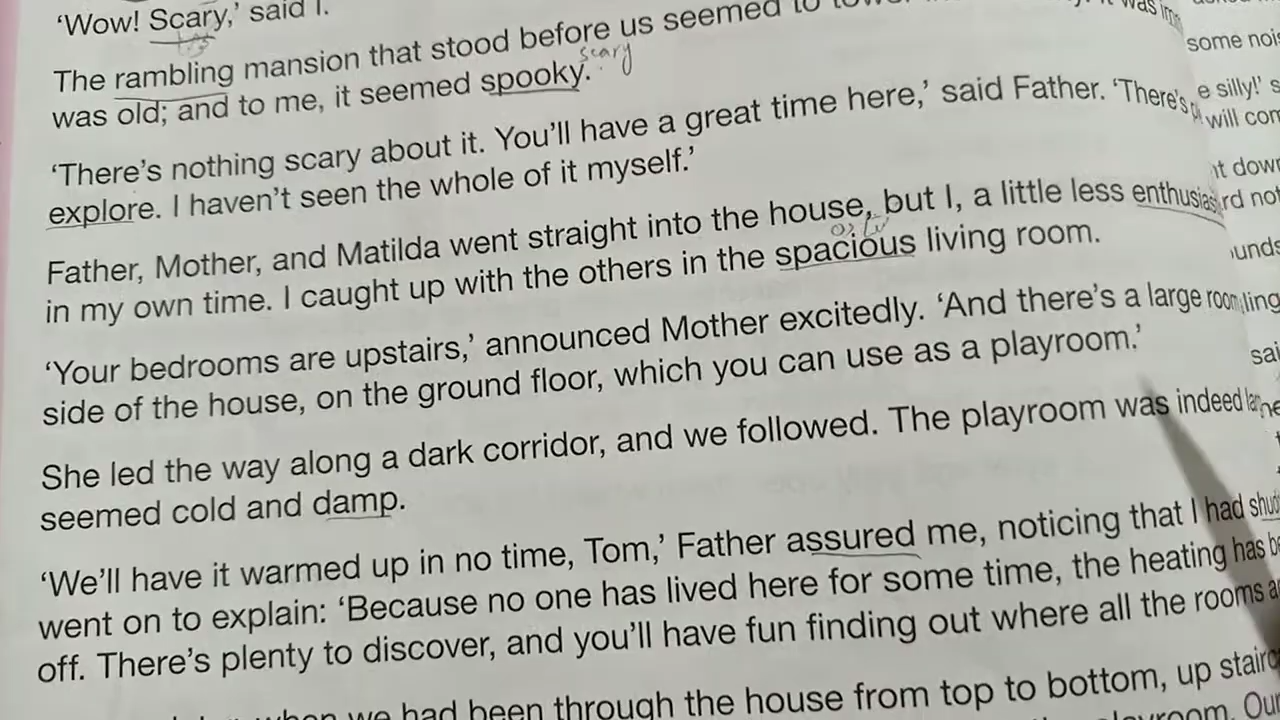 ‘Wow! Scary,’ said I.
The rambling mansion that stood before us seemed to
scary
was old; and to me, it seemed spooky.
‘There’s nothing scary about it. You’ll have a great time here,’ said Father. ‘There’s
explore. I haven’t seen the whole of it myself.’
Father, Mother, and Matilda went straight into the house, but I, a little less
in my own time. I caught up with the others in the spacious living room.
‘Your bedrooms are upstairs,’ announced Mother excitedly. ‘And there’s a large room
side of the house, on the ground floor, which you can use as a playroom.’
She led the way along a dark corridor, and we followed. The playroom was indeed
seemed cold and damp.
‘We’ll have it warmed up in no time, Tom,’ Father assured me, noticing that I had
went on to explain: ‘Because no one has lived here for some time, the heating has
off. There’s plenty to discover, and you’ll have fun finding out where all the rooms
when we had been through the house from top to bottom, up
playroom. Our
some
silly!’
will
down